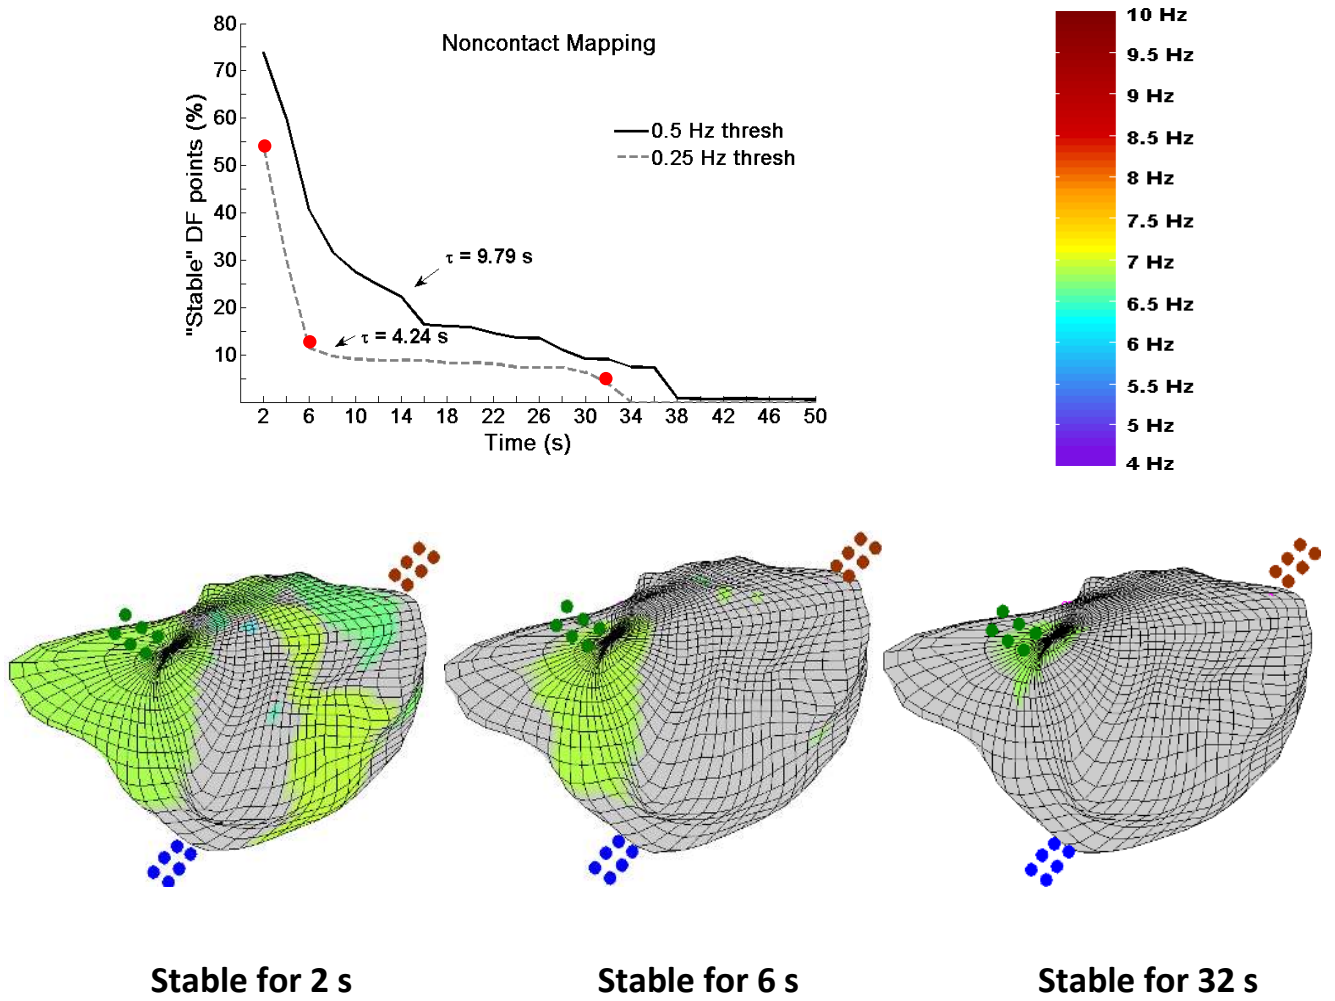 Noncontact Mapping
"Stable" DF points (%)
80
70
60
50
40
30
20
10
0.5 Hz thresh
0.25 Hz thresh
τ = 9.79 s
τ = 4.24 s
2 6 10 14 18 22 26 30 34 38 42 46 50
Time (s)
10 Hz
9.5 Hz
9 Hz
8.5 Hz
8 Hz
7.5 Hz
7 Hz
6.5 Hz
6 Hz
5.5 Hz
5 Hz
4 Hz
Stable for 2 s
Stable for 6 s
Stable for 32 s